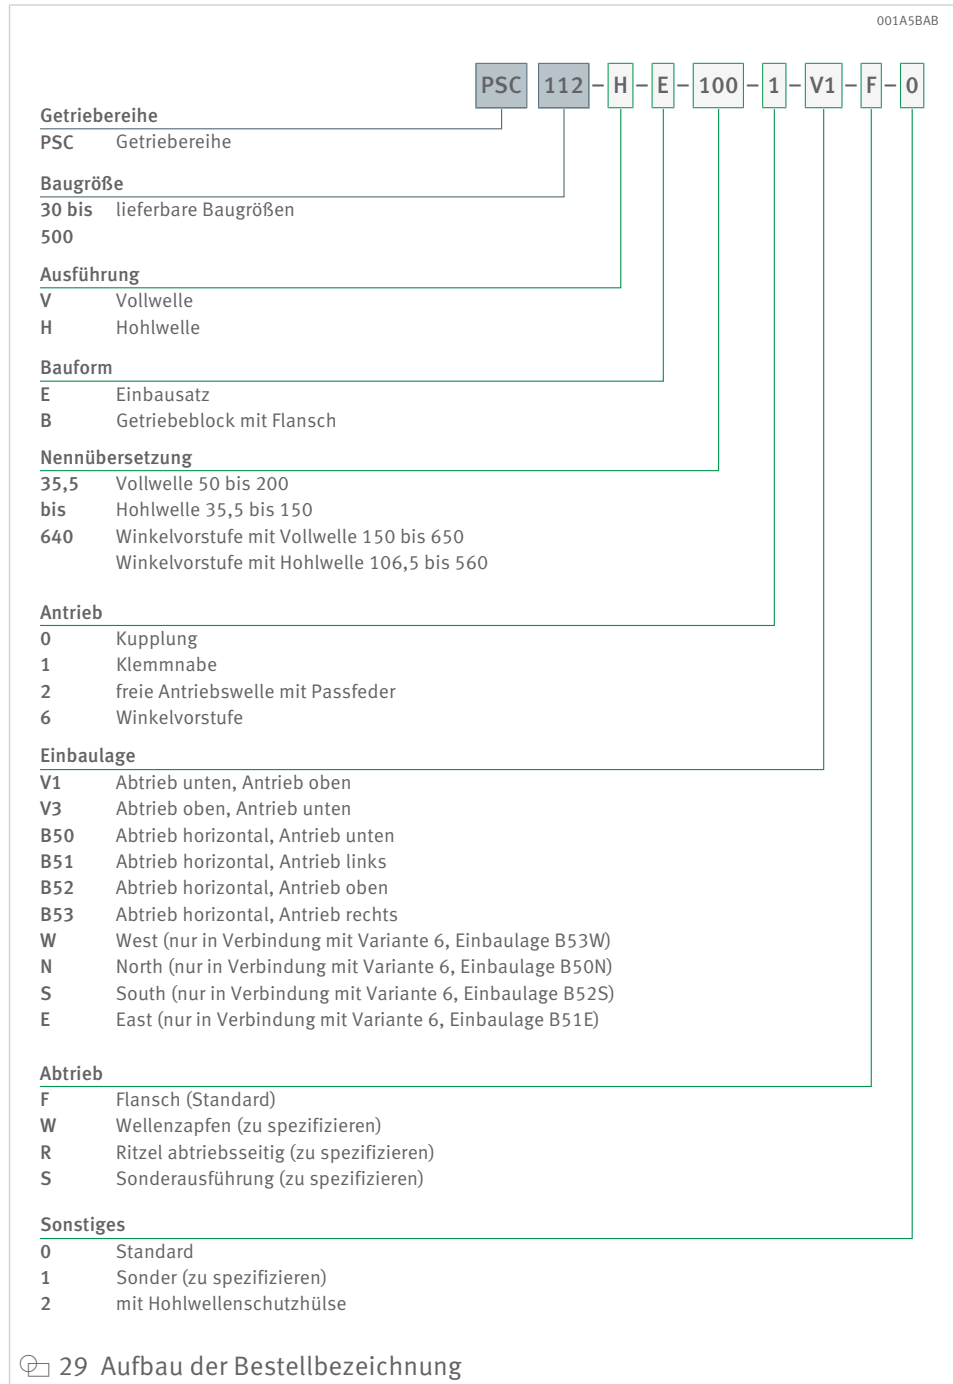 001A5BAB
PSC 112 – H – E – 100 – 1 – V1 – F – 0
Getriebereihe
PSC Getriebereihe
Baugröße
30 bis lieferbare Baugrößen
500
Ausführung
V Vollwelle
H Hohlwelle
Bauform
E Einbausatz
B Getriebeblock mit Flansch
Nennübersetzung
35,5 Vollwelle 50 bis 200
bis Hohlwelle 35,5 bis 150
640 Winkelvorstufe mit Vollwelle 150 bis 650
Winkelvorstufe mit Hohlwelle 106,5 bis 560
Antrieb
0 Kupplung
1 Klemmnabe
2 freie Antriebswelle mit Passfeder
6 Winkelvorstufe
Einbaulage
V1 Abtrieb unten, Antrieb oben
V3 Abtrieb oben, Antrieb unten
B50 Abtrieb horizontal, Antrieb unten
B51 Abtrieb horizontal, Antrieb links
B52 Abtrieb horizontal, Antrieb oben
B53 Abtrieb horizontal, Antrieb rechts
W West (nur in Verbindung mit Variante 6, Einbaulage B53W)
N North (nur in Verbindung mit Variante 6, Einbaulage B50N)
S South (nur in Verbindung mit Variante 6, Einbaulage B52S)
E East (nur in Verbindung mit Variante 6, Einbaulage B51E)
Abtrieb
F Flansch (Standard)
W Wellenzapfen (zu spezifizieren)
R Ritzel abtriebsseitig (zu spezifizieren)
S Sonderausführung (zu spezifizieren)
Sonstiges
0 Standard
1 Sonder (zu spezifizieren)
2 mit Hohlwellenschutzhülse
29 Aufbau der Bestellbezeichnung